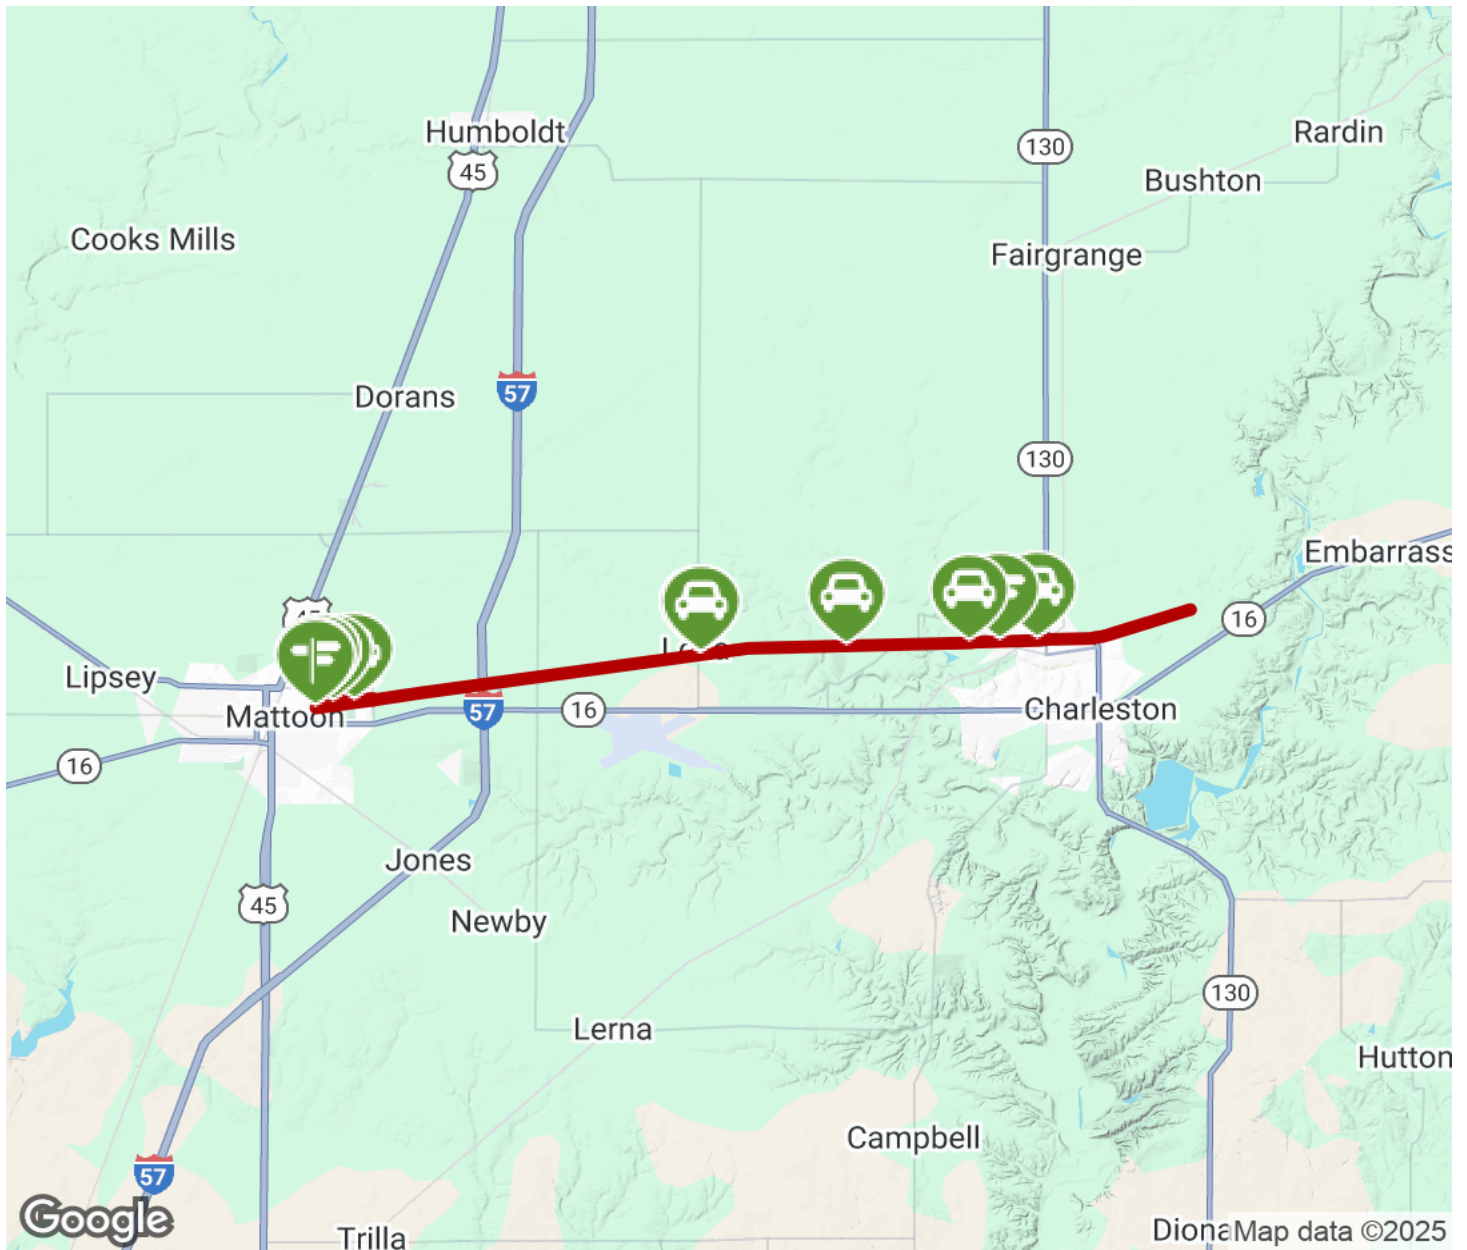 Humboldt
45
130
Rardin
Bushton
Cooks Mills
Fairgrange
57
Dorans
130
Embarrass
16
Lipsey
Mattoon
57
16
Charleston
16
Jones
45
Newby
130
Lerna
Hutton
Campbell
57
Google
Trilla
Diona
Map data ©2025